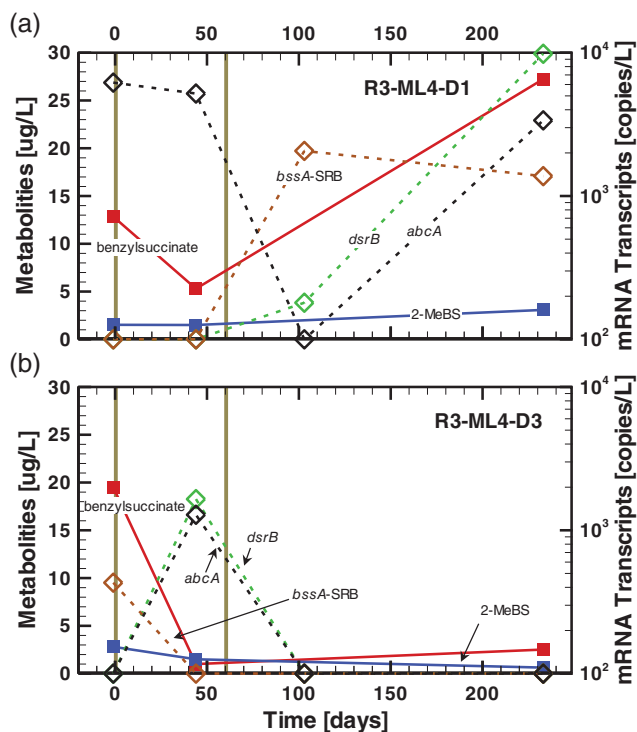 (a)
0 50 100 150 200
30
25
20
15
10
5
0
Metabolities [ug/L]
10^4
10^3
10^2
mRNA Transcripts [copies/L]
R3-ML4-D1
bssA-SRB
benzylsuccinate
dsrB
abcA
2-MeBS
(b)
30
25
20
15
10
5
0
Metabolities [ug/L]
10^4
10^3
10^2
mRNA Transcripts [copies/L]
R3-ML4-D3
benzylsuccinate
dsrB
abcA
bssA-SRB
2-MeBS
0 50 100 150 200
Time [days]